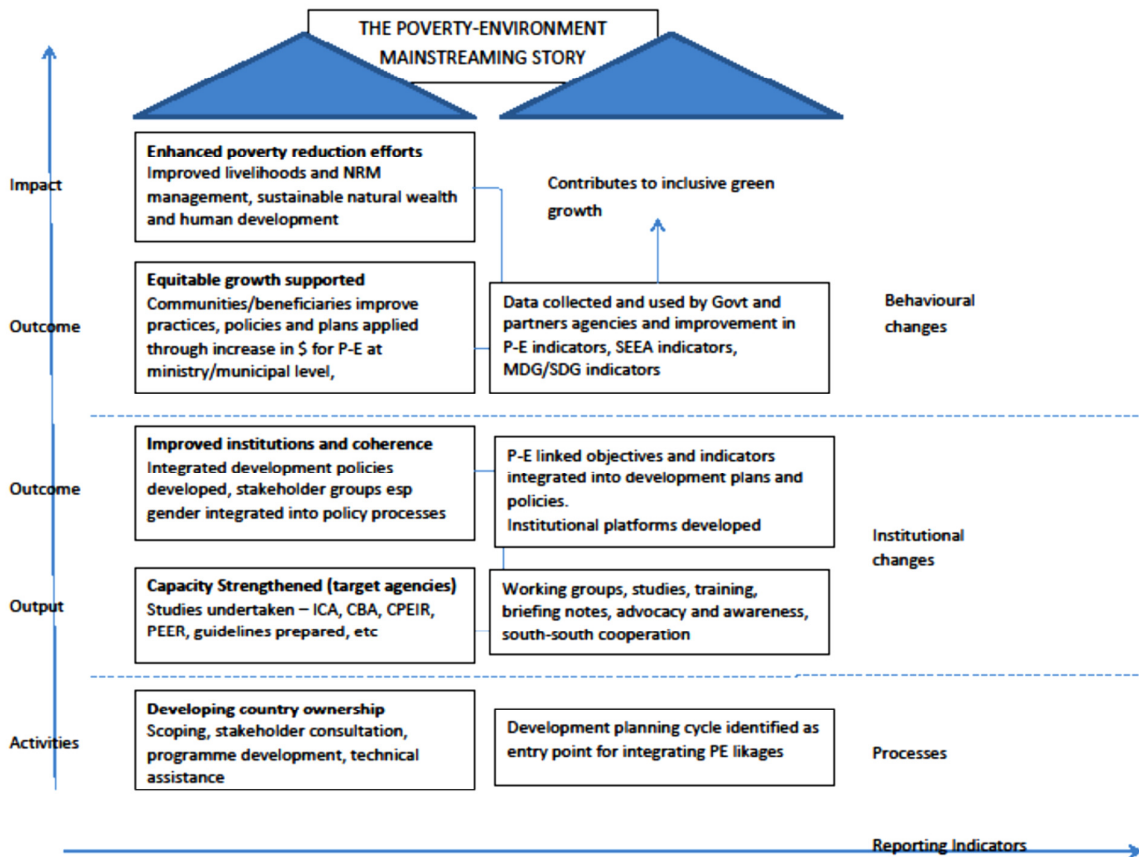 THE POVERTY-ENVIRONMENT
MAINSTREAMING STORY
Impact
Enhanced poverty reduction efforts
Improved livelihoods and NRM
management, sustainable natural wealth
and human development
Contributes to inclusive green
growth
Outcome
Equitable growth supported
Communities/beneficiaries improve
practices, policies and plans applied
through increase in $ for P-E at
ministry/municipal level,
Data collected and used by Govt and
partners agencies and improvement in
P-E indicators, SEEA indicators,
MDG/SDG indicators
Behavioural
changes
Outcome
Improved institutions and coherence
Integrated development policies
developed, stakeholder groups esp
gender integrated into policy processes
P-E linked objectives and indicators
integrated into development plans and
policies.
Institutional platforms developed
Institutional
changes
Output
Capacity Strengthened (target agencies)
Studies undertaken – ICA, CBA, CPEIR,
PEER, guidelines prepared, etc
Working groups, studies, training,
briefing notes, advocacy and awareness,
south-south cooperation
Activities
Developing country ownership
Scoping, stakeholder consultation,
programme development, technical
assistance
Development planning cycle identified as
entry point for integrating PE likages
Processes
Reporting Indicators